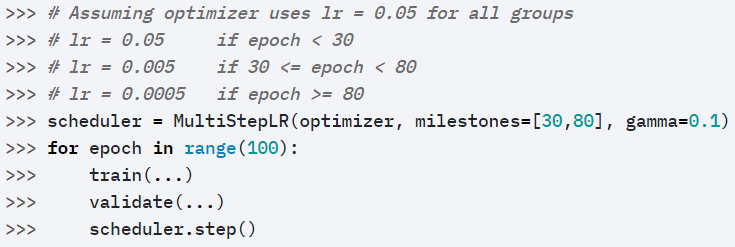 >>> # Assuming optimizer uses lr = 0.05 for all groups
>>> # lr = 0.05     if epoch < 30
>>> # lr = 0.005    if 30 <= epoch < 80
>>> # lr = 0.0005   if epoch >= 80
>>> scheduler = MultiStepLR(optimizer, milestones=[30,80], gamma=0.1)
>>> for epoch in range(100):
>>>     train(...)
>>>     validate(...)
>>>     scheduler.step()